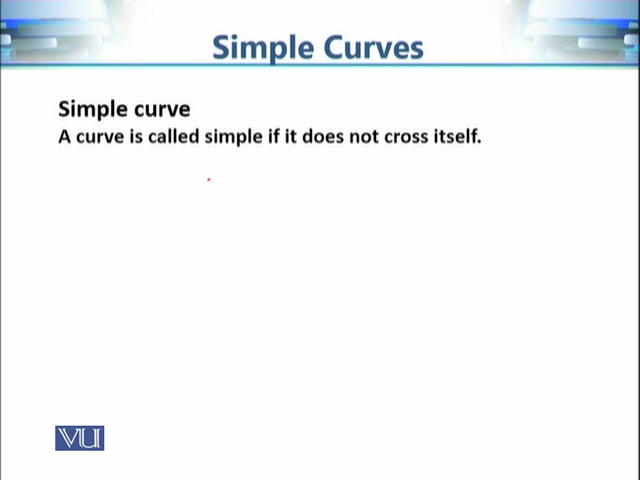 Simple Curves
Simple curve
A curve is called simple if it does not cross itself.
VU